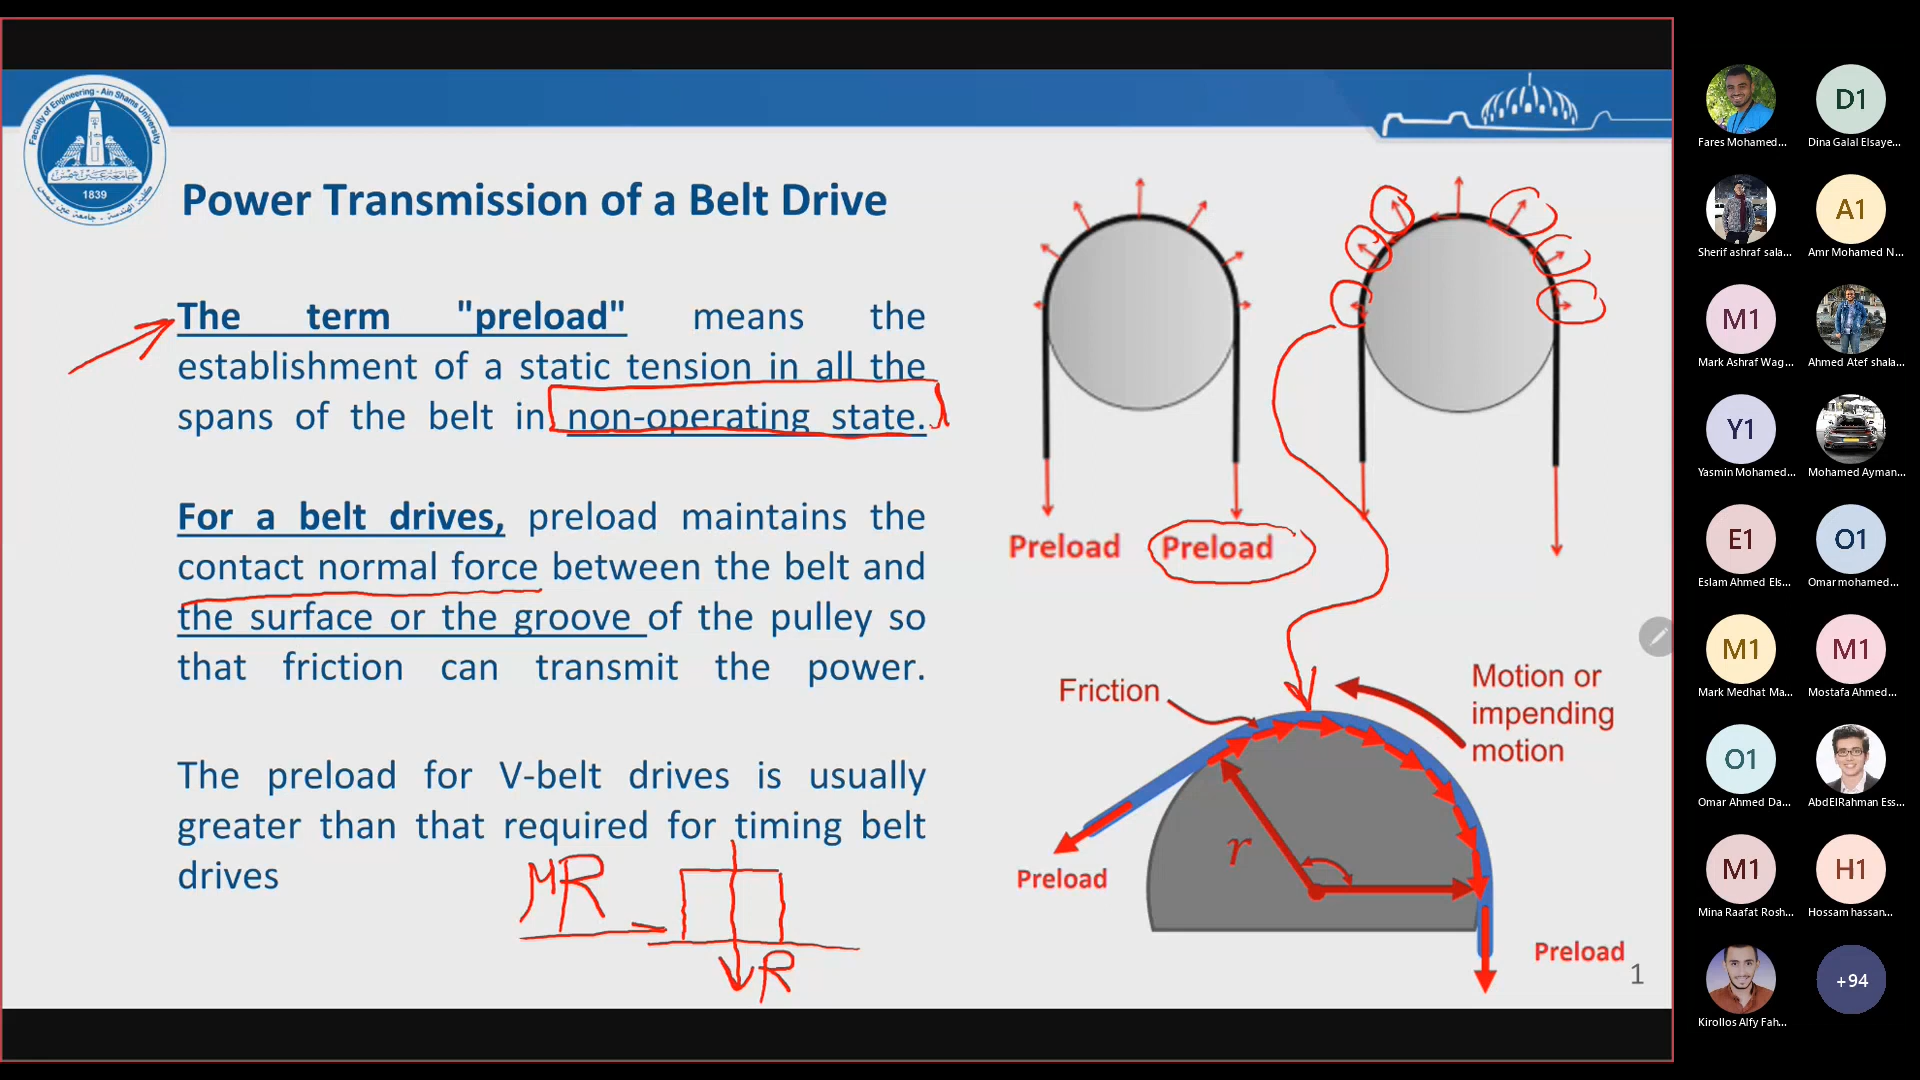 Faculty of Engineering - Ain Shams University
1839
Power Transmission of a Belt Drive
The term "preload" means the
establishment of a static tension in all the
spans of the belt in non-operating state.
For a belt drives, preload maintains the
contact normal force between the belt and
the surface or the groove of the pulley so
that friction can transmit the power.
The preload for V-belt drives is usually
greater than that required for timing belt
drives
MR
R
Preload
Preload
Friction
Motion or
impending
motion
r
Preload
Preload
1
Fares Mohamed...
D1
Dina Galal Elsaye...
Sherif ashraf sala...
A1
Amr Mohamed N...
M1
Mark Ashraf Wag...
Ahmed Atef shala...
Y1
Yasmin Mohamed...
Mohamed Ayman...
E1
Eslam Ahmed Els...
O1
Omar mohamed...
M1
Mark Medhat Ma...
M1
Mostafa Ahmed...
O1
Omar Ahmed Da...
AbdElRahman Ess...
M1
Mina Raafat Rosh...
H1
Hossam hassan...
Kirollos Alfy Fah...
+94